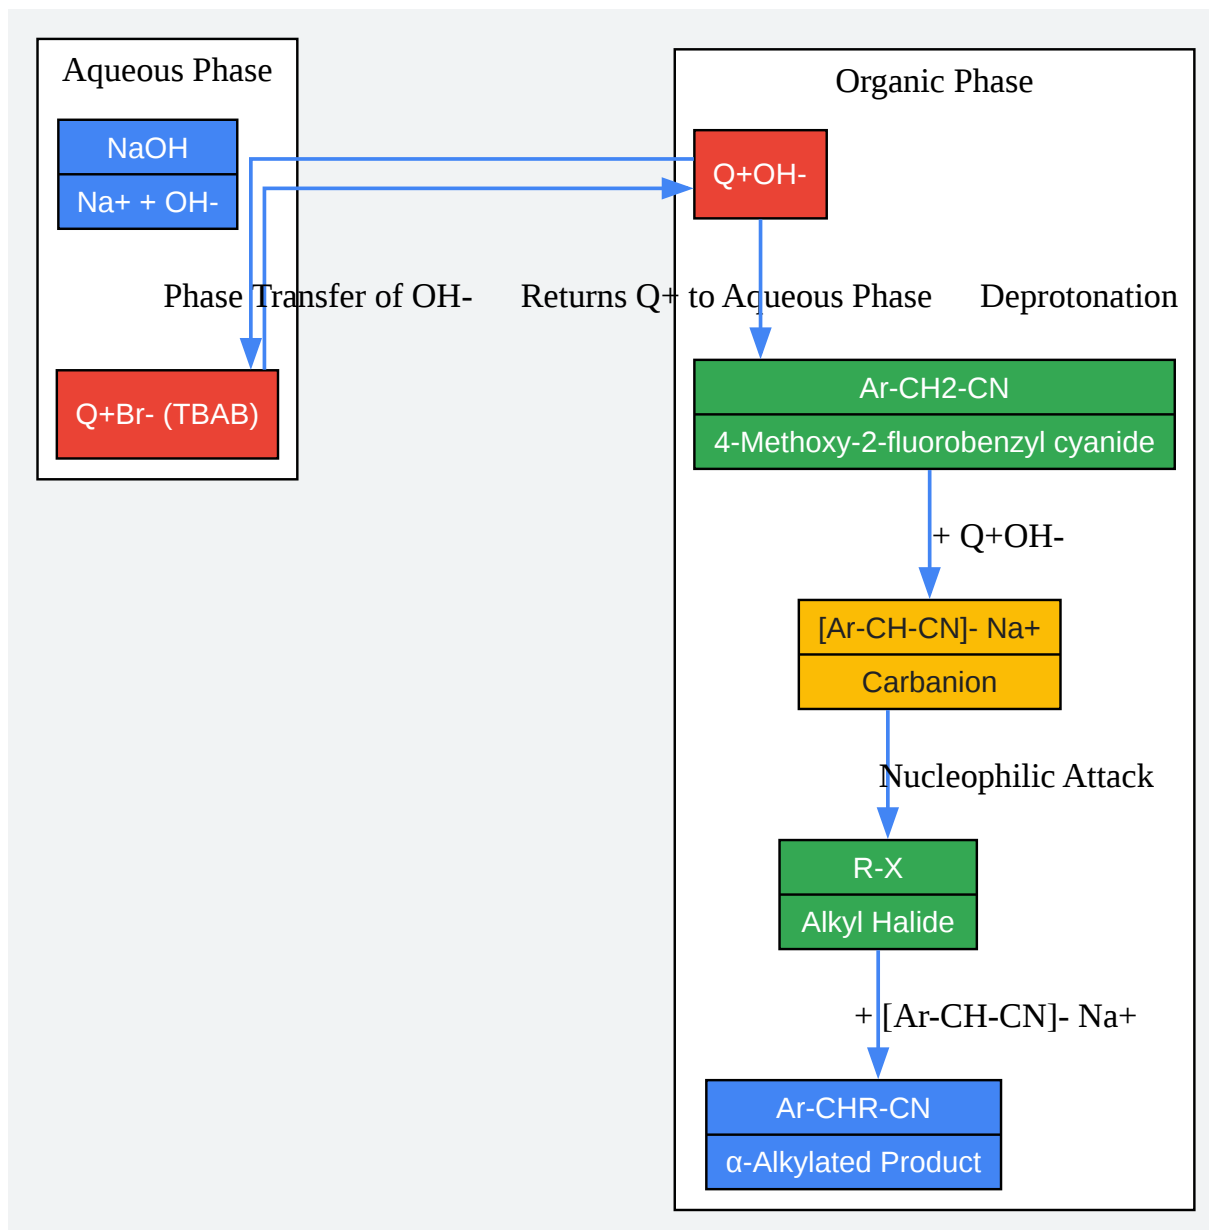 Aqueous Phase
NaOH
Na+ + OH-
Q+Br- (TBAB)
Phase Transfer of OH-
Returns Q+ to Aqueous Phase
Organic Phase
Q+OH-
Deprotonation
Ar-CH2-CN
4-Methoxy-2-fluorobenzyl cyanide
+ Q+OH-
[Ar-CH-CN]- Na+
Carbanion
Nucleophilic Attack
R-X
Alkyl Halide
+ [Ar-CH-CN]- Na+
Ar-CHR-CN
α-Alkylated Product